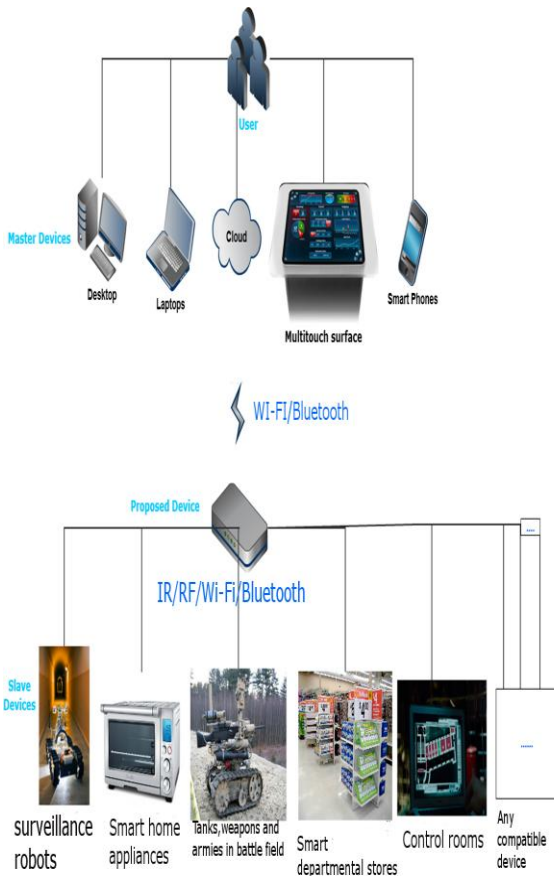 User
Master Devices
Desktop
Laptops
Cloud
Multitouch surface
Smart Phones
WI-FI/Bluetooth
Proposed Device
....
IR/RF/Wi-Fi/Bluetooth
Slave
Devices
......
surveillance
robots
Smart home
appliances
Tanks,weapons and
armies in battle field
Smart
departmental stores
Control rooms
Any
compatible
device